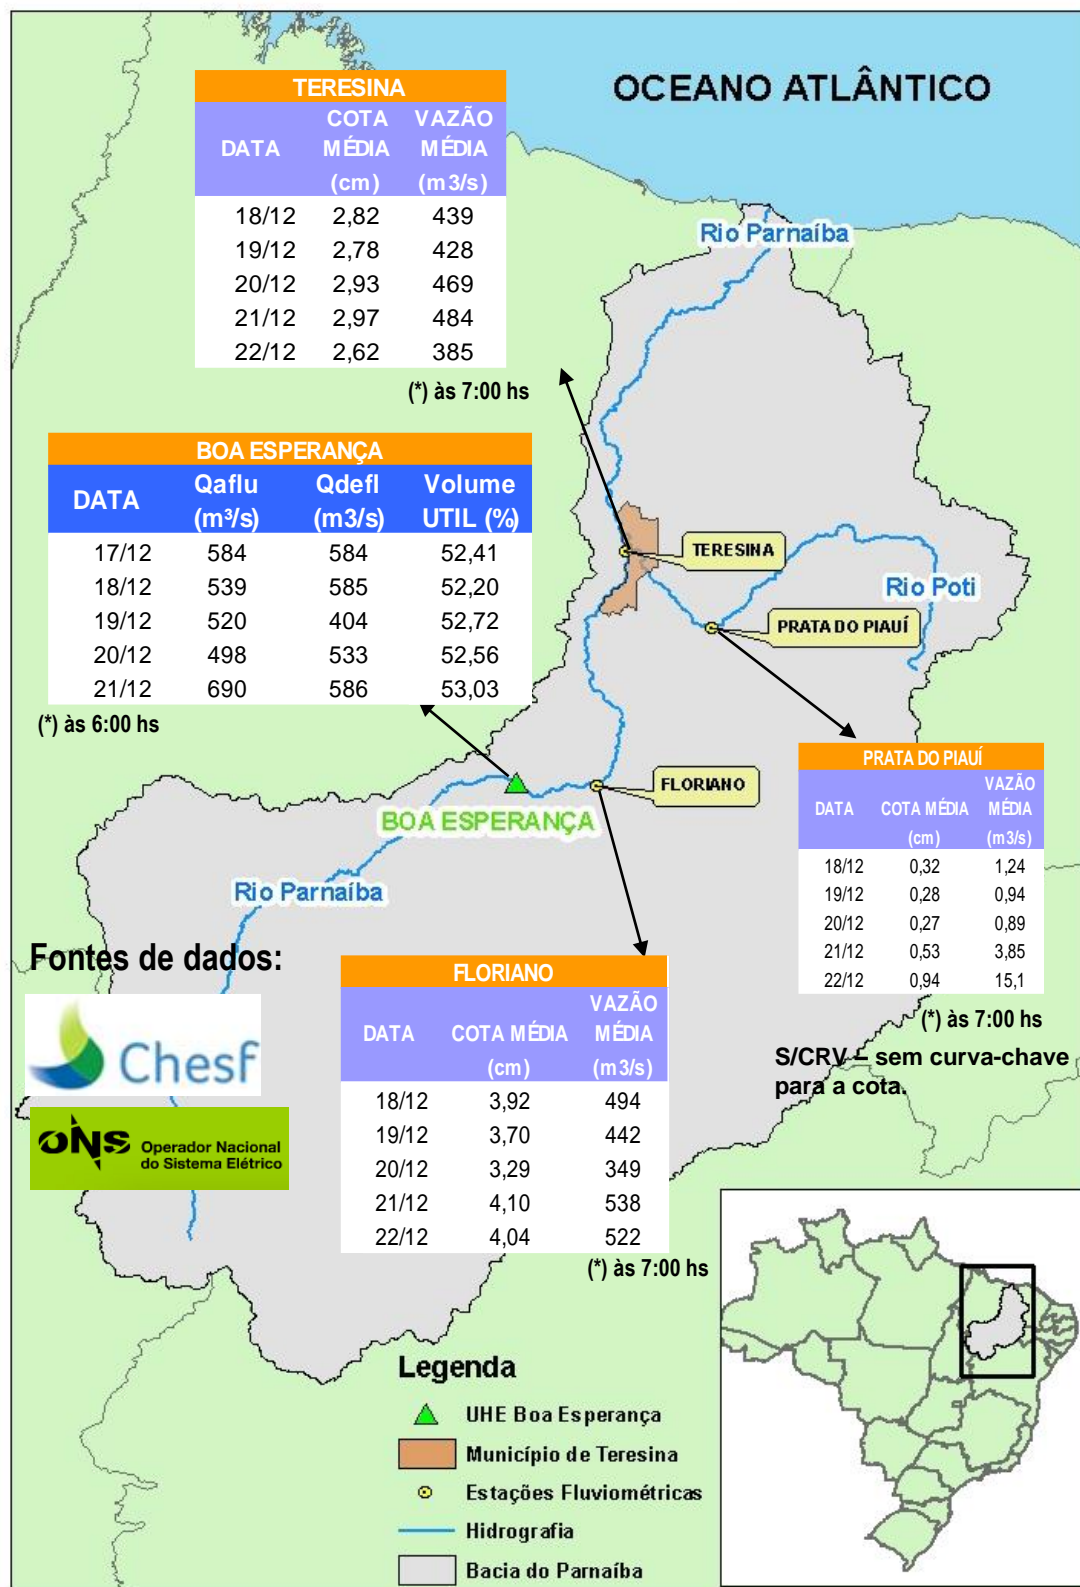 OCEANO ATLÂNTICO
TERESINA
DATA COTA MÉDIA (cm) VAZÃO MÉDIA (m3/s)
18/12 2,82 439
19/12 2,78 428
20/12 2,93 469
21/12 2,97 484
22/12 2,62 385
(*) às 7:00 hs
Rio Parnaíba
BOA ESPERANÇA
DATA Qaflu (m³/s) Qdefl (m3/s) Volume UTIL (%)
17/12 584 584 52,41
18/12 539 585 52,20
19/12 520 404 52,72
20/12 498 533 52,56
21/12 690 586 53,03
(*) às 6:00 hs
TERESINA
Rio Poti
PRATA DO PIAUÍ
FLORIANO
BOA ESPERANÇA
Rio Parnaíba
PRATA DO PIAUÍ
DATA COTA MÉDIA (cm) VAZÃO MÉDIA (m3/s)
18/12 0,32 1,24
19/12 0,28 0,94
20/12 0,27 0,89
21/12 0,53 3,85
22/12 0,94 15,1
(*) às 7:00 hs
S/CRV – sem curva-chave
para a cota.
Fontes de dados:
Chesf
ONS Operador Nacional
do Sistema Elétrico
FLORIANO
DATA COTA MÉDIA (cm) VAZÃO MÉDIA (m3/s)
18/12 3,92 494
19/12 3,70 442
20/12 3,29 349
21/12 4,10 538
22/12 4,04 522
(*) às 7:00 hs
Legenda
UHE Boa Esperança
Município de Teresina
Estações Fluviométricas
Hidrografia
Bacia do Parnaíba